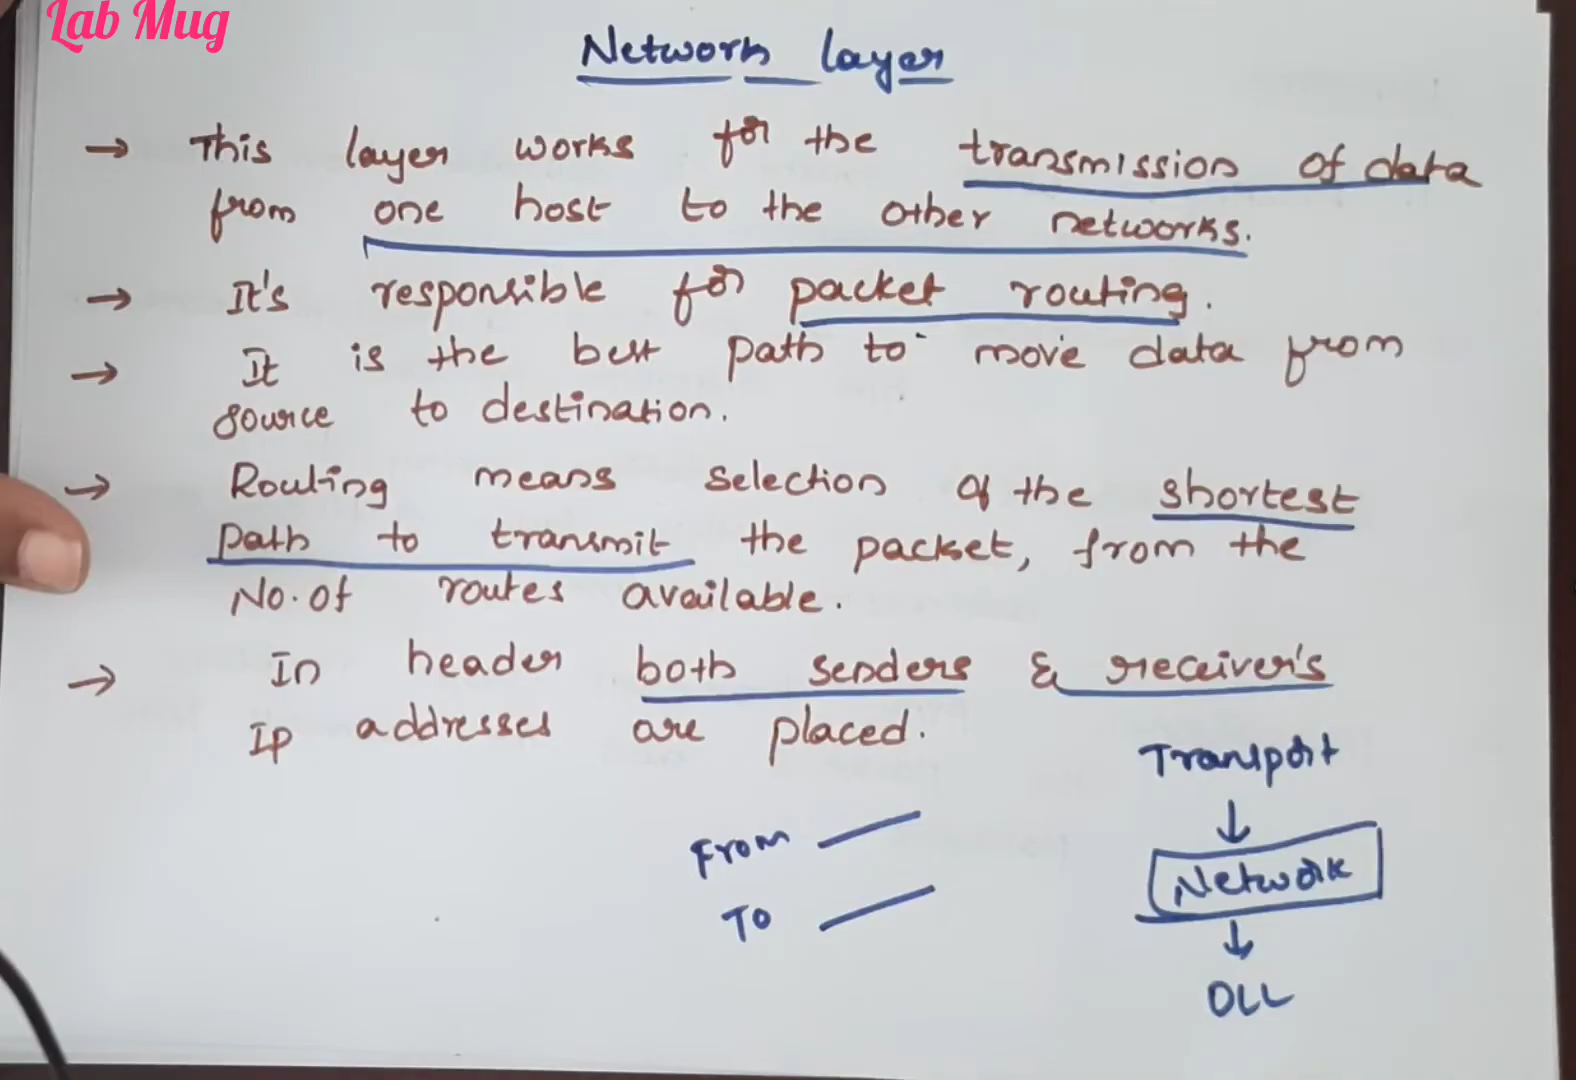 Lab Mug
Network layer
→ This layer works for the transmission of data
from one host to the other networks.
→ It's responsible for packet routing.
→ It is the best path to move data from
source to destination.
→ Routing means selection of the shortest
path to transmit the packet, from the
No. of routes available.
→ In header both senders & receiver's
IP addresses are placed.
Transport
↓
From
Network
To
↓
DLL